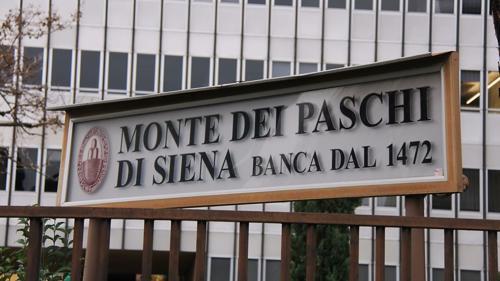 MONTE DEI PASCHI
DI SIENA BANCA DAL 1472